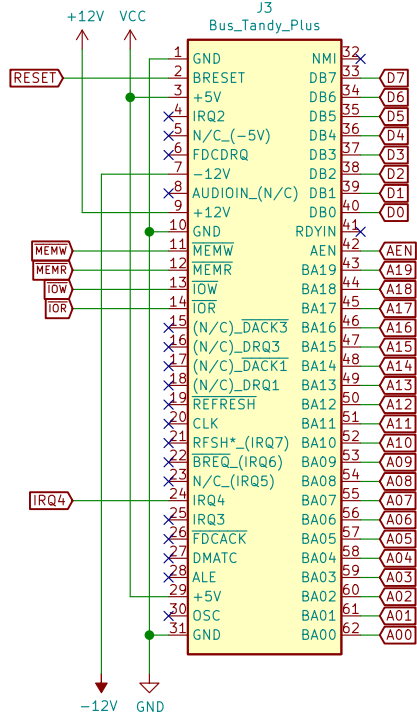 J3
Bus_Tandy_Plus
+12V VCC
1 GND NMI 32
RESET 2 BRESET DB7 33 D7
3 +5V DB6 34 D6
4 IRQ2 DB5 35 D5
5 N/C_(-5V) DB4 36 D4
6 FDCDRQ DB3 37 D3
7 -12V DB2 38 D2
8 AUDIOIN_(N/C) DB1 39 D1
9 +12V DB0 40 D0
10 GND RDYIN 41
MEMW 11 MEMW AEN 42 AEN
MEMR 12 MEMR BA19 43 A19
IOW 13 IOW BA18 44 A18
IOR 14 IOR BA17 45 A17
15 (N/C)_DACK3 BA16 46 A16
16 (N/C)_DRQ3 BA15 47 A15
17 (N/C)_DACK1 BA14 48 A14
18 (N/C)_DRQ1 BA13 49 A13
19 REFRESH BA12 50 A12
20 CLK BA11 51 A11
21 RFSH*_(IRQ7) BA10 52 A10
22 BREQ_(IRQ6) BA09 53 A09
23 N/C_(IRQ5) BA08 54 A08
IRQ4 24 IRQ4 BA07 55 A07
25 IRQ3 BA06 56 A06
26 FDCACK BA05 57 A05
27 DMATC BA04 58 A04
28 ALE BA03 59 A03
29 +5V BA02 60 A02
30 OSC BA01 61 A01
31 GND BA00 62 A00
-12V GND